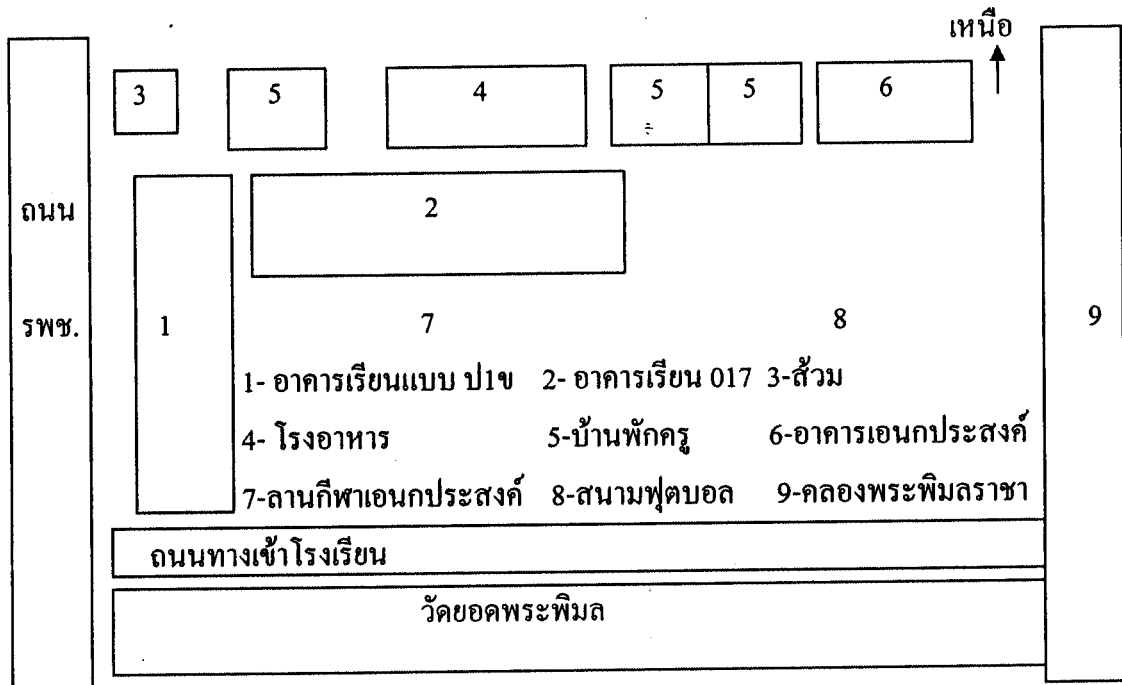 เหนือ
3 5 4 5 5 6
ถนน
2
รพช.
1 7 8 9
1- อาคารเรียนแบบ ป1ข 2- อาคารเรียน 017 3-ส้วม
4- โรงอาหาร 5-บ้านพักครู 6-อาคารเอนกประสงค์
7-ลานกีฬาเอนกประสงค์ 8-สนามฟุตบอล 9-คลองพระพิมลราชา
ถนนทางเข้าโรงเรียน
วัดยอดพระพิมล